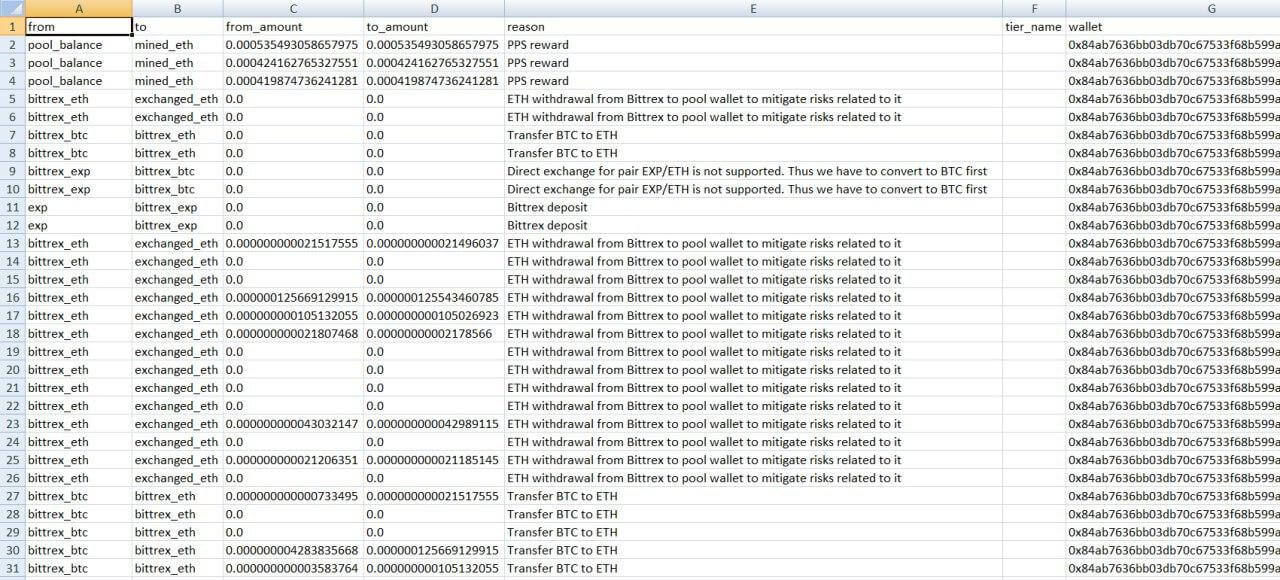 A B C D E F G
1 from to from_amount to_amount reason tier_name wallet
2 pool_balance mined_eth 0.000535493058657975 0.000535493058657975 PPS reward 0x84ab7636bb03db70c67533f68b599a
3 pool_balance mined_eth 0.000424162765327551 0.000424162765327551 PPS reward 0x84ab7636bb03db70c67533f68b599a
4 pool_balance mined_eth 0.000419874736241281 0.000419874736241281 PPS reward 0x84ab7636bb03db70c67533f68b599a
5 bittrex_eth exchanged_eth 0.0 0.0 ETH withdrawal from Bittrex to pool wallet to mitigate risks related to it 0x84ab7636bb03db70c67533f68b599a
6 bittrex_eth exchanged_eth 0.0 0.0 ETH withdrawal from Bittrex to pool wallet to mitigate risks related to it 0x84ab7636bb03db70c67533f68b599a
7 bittrex_btc bittrex_eth 0.0 0.0 Transfer BTC to ETH 0x84ab7636bb03db70c67533f68b599a
8 bittrex_btc bittrex_eth 0.0 0.0 Transfer BTC to ETH 0x84ab7636bb03db70c67533f68b599a
9 bittrex_exp bittrex_btc 0.0 0.0 Direct exchange for pair EXP/ETH is not supported. Thus we have to convert to BTC first 0x84ab7636bb03db70c67533f68b599a
10 bittrex_exp bittrex_btc 0.0 0.0 Direct exchange for pair EXP/ETH is not supported. Thus we have to convert to BTC first 0x84ab7636bb03db70c67533f68b599a
11 exp bittrex_exp 0.0 0.0 Bittrex deposit 0x84ab7636bb03db70c67533f68b599a
12 exp bittrex_exp 0.0 0.0 Bittrex deposit 0x84ab7636bb03db70c67533f68b599a
13 bittrex_eth exchanged_eth 0.000000000021517555 0.000000000021496037 ETH withdrawal from Bittrex to pool wallet to mitigate risks related to it 0x84ab7636bb03db70c67533f68b599a
14 bittrex_eth exchanged_eth 0.0 0.0 ETH withdrawal from Bittrex to pool wallet to mitigate risks related to it 0x84ab7636bb03db70c67533f68b599a
15 bittrex_eth exchanged_eth 0.0 0.0 ETH withdrawal from Bittrex to pool wallet to mitigate risks related to it 0x84ab7636bb03db70c67533f68b599a
16 bittrex_eth exchanged_eth 0.000000125669129915 0.000000125543460785 ETH withdrawal from Bittrex to pool wallet to mitigate risks related to it 0x84ab7636bb03db70c67533f68b599a
17 bittrex_eth exchanged_eth 0.000000000105132055 0.000000000105026923 ETH withdrawal from Bittrex to pool wallet to mitigate risks related to it 0x84ab7636bb03db70c67533f68b599a
18 bittrex_eth exchanged_eth 0.000000000021807468 0.00000000002178566 ETH withdrawal from Bittrex to pool wallet to mitigate risks related to it 0x84ab7636bb03db70c67533f68b599a
19 bittrex_eth exchanged_eth 0.0 0.0 ETH withdrawal from Bittrex to pool wallet to mitigate risks related to it 0x84ab7636bb03db70c67533f68b599a
20 bittrex_eth exchanged_eth 0.0 0.0 ETH withdrawal from Bittrex to pool wallet to mitigate risks related to it 0x84ab7636bb03db70c67533f68b599a
21 bittrex_eth exchanged_eth 0.0 0.0 ETH withdrawal from Bittrex to pool wallet to mitigate risks related to it 0x84ab7636bb03db70c67533f68b599a
22 bittrex_eth exchanged_eth 0.0 0.0 ETH withdrawal from Bittrex to pool wallet to mitigate risks related to it 0x84ab7636bb03db70c67533f68b599a
23 bittrex_eth exchanged_eth 0.000000000043032147 0.000000000042989115 ETH withdrawal from Bittrex to pool wallet to mitigate risks related to it 0x84ab7636bb03db70c67533f68b599a
24 bittrex_eth exchanged_eth 0.0 0.0 ETH withdrawal from Bittrex to pool wallet to mitigate risks related to it 0x84ab7636bb03db70c67533f68b599a
25 bittrex_eth exchanged_eth 0.000000000021206351 0.000000000021185145 ETH withdrawal from Bittrex to pool wallet to mitigate risks related to it 0x84ab7636bb03db70c67533f68b599a
26 bittrex_eth exchanged_eth 0.0 0.0 ETH withdrawal from Bittrex to pool wallet to mitigate risks related to it 0x84ab7636bb03db70c67533f68b599a
27 bittrex_btc bittrex_eth 0.000000000000733495 0.000000000021517555 Transfer BTC to ETH 0x84ab7636bb03db70c67533f68b599a
28 bittrex_btc bittrex_eth 0.0 0.0 Transfer BTC to ETH 0x84ab7636bb03db70c67533f68b599a
29 bittrex_btc bittrex_eth 0.0 0.0 Transfer BTC to ETH 0x84ab7636bb03db70c67533f68b599a
30 bittrex_btc bittrex_eth 0.000000004283835668 0.000000125669129915 Transfer BTC to ETH 0x84ab7636bb03db70c67533f68b599a
31 bittrex_btc bittrex_eth 0.000000000003583764 0.000000000105132055 Transfer BTC to ETH 0x84ab7636bb03db70c67533f68b599a